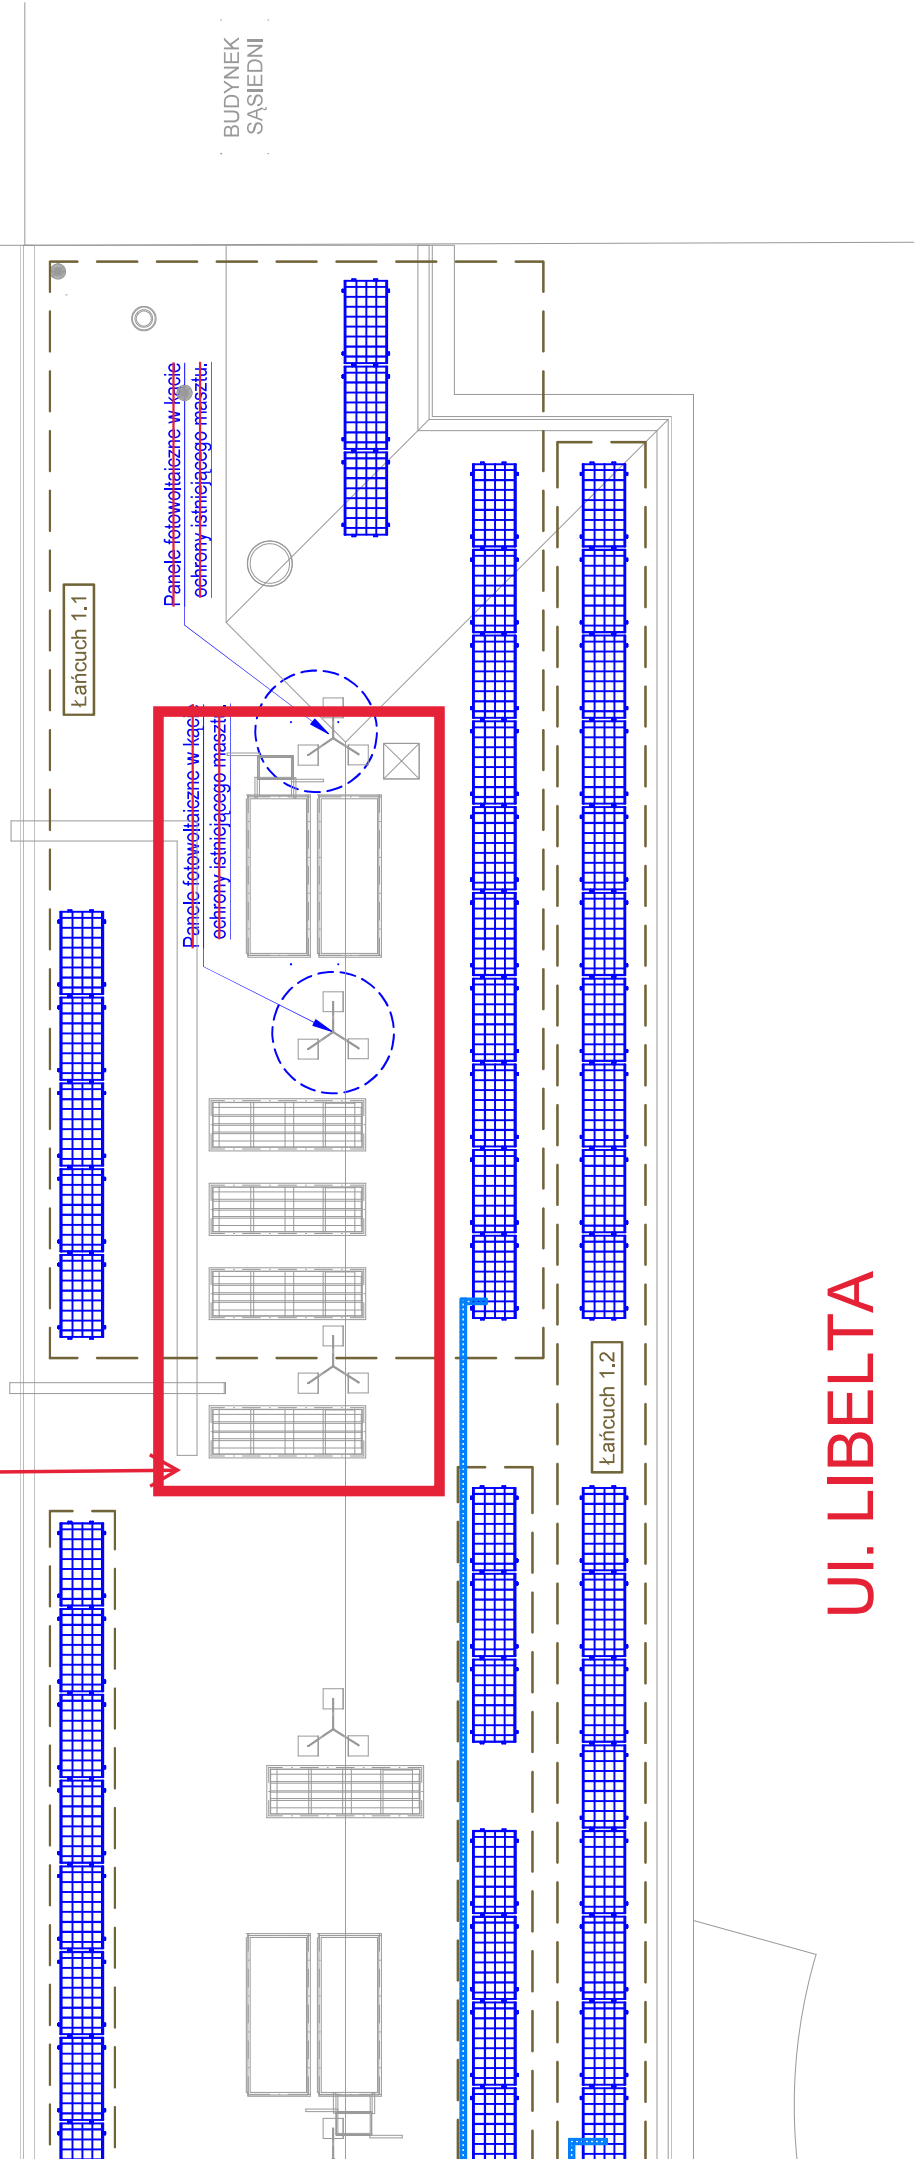 BUDYNEK
SĄSIEDNI
Panele fotowoltaiczne w kącie
ochrony istniejącego masztu.
Łańcuch 1.1
Panele fotowoltaiczne w kącie
ochrony istniejącego masztu.
Łańcuch 1.2
Ul. LIBELTA